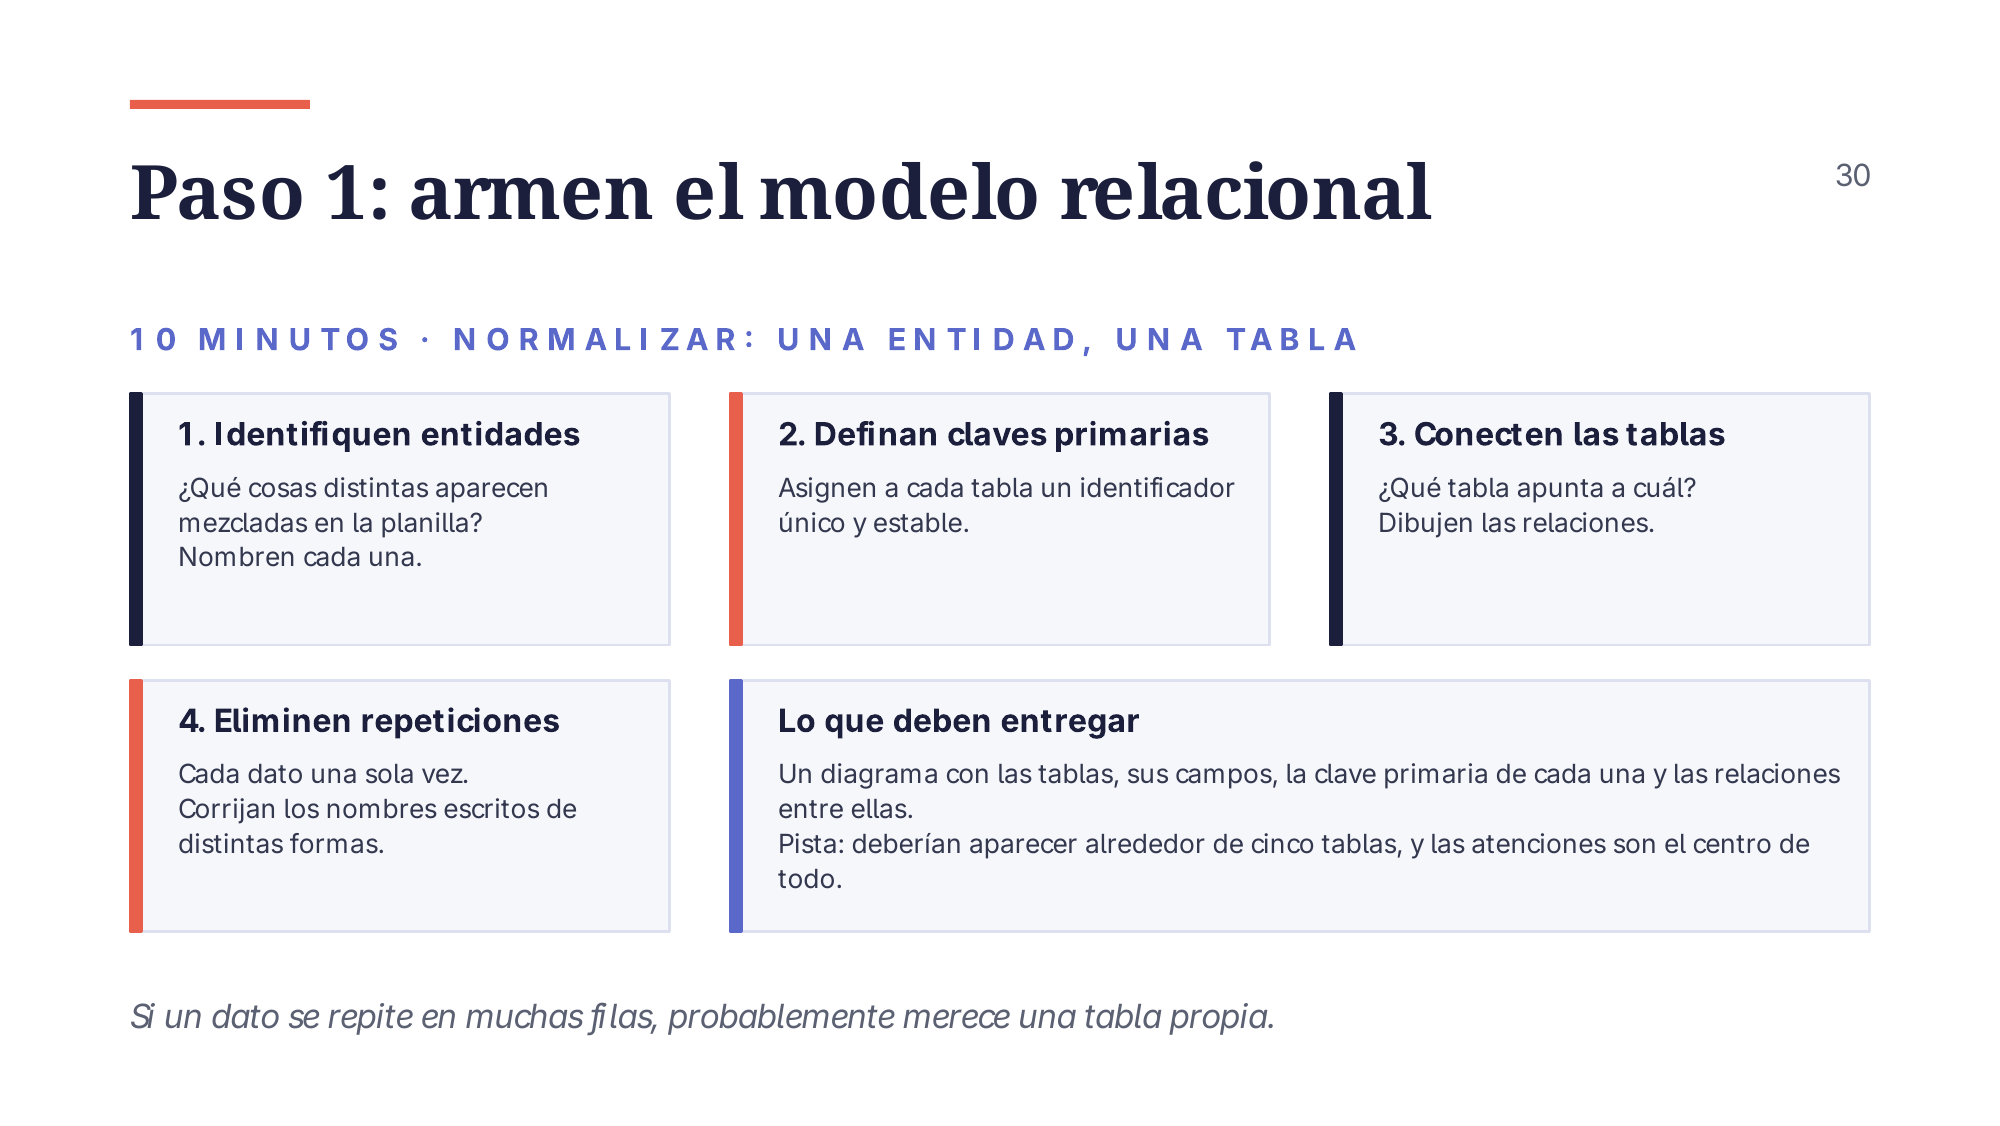 Paso 1: armen el modelo relacional
30
10 MINUTOS · NORMALIZAR: UNA ENTIDAD, UNA TABLA
1. Identifiquen entidades
¿Qué cosas distintas aparecen
mezcladas en la planilla?
Nombren cada una.
2. Definan claves primarias
Asignen a cada tabla un identificador
único y estable.
3. Conecten las tablas
¿Qué tabla apunta a cuál?
Dibujen las relaciones.
4. Eliminen repeticiones
Cada dato una sola vez.
Corrijan los nombres escritos de
distintas formas.
Lo que deben entregar
Un diagrama con las tablas, sus campos, la clave primaria de cada una y las relaciones
entre ellas.
Pista: deberían aparecer alrededor de cinco tablas, y las atenciones son el centro de
todo.
Si un dato se repite en muchas filas, probablemente merece una tabla propia.